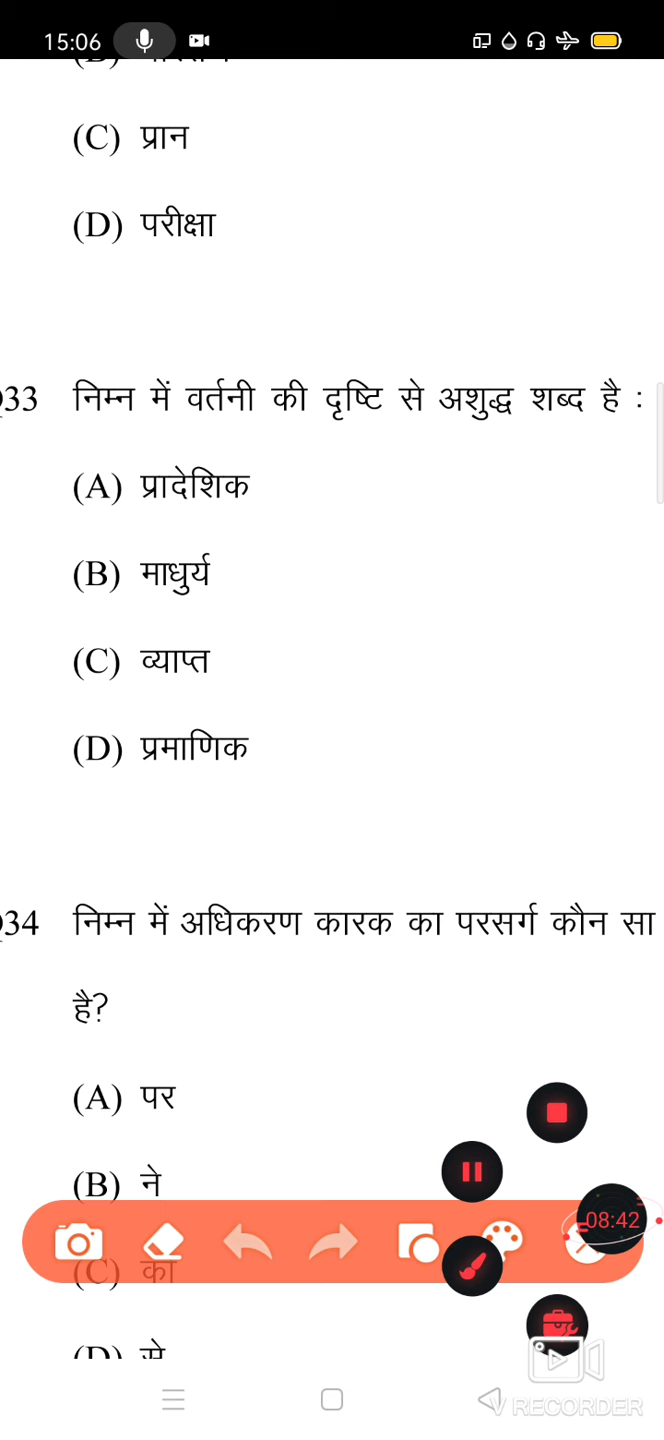 15:06
(C) प्रान
(D) परीक्षा
33 निम्न में वर्तनी की दृष्टि से अशुद्ध शब्द है :
(A) प्रादेशिक
(B) माधुर्य
(C) व्याप्त
(D) प्रमाणिक
34 निम्न में अधिकरण कारक का परसर्ग कौन सा
है?
(A) पर
(B) ने
08:42
(C) का
(D) से
V RECORDER